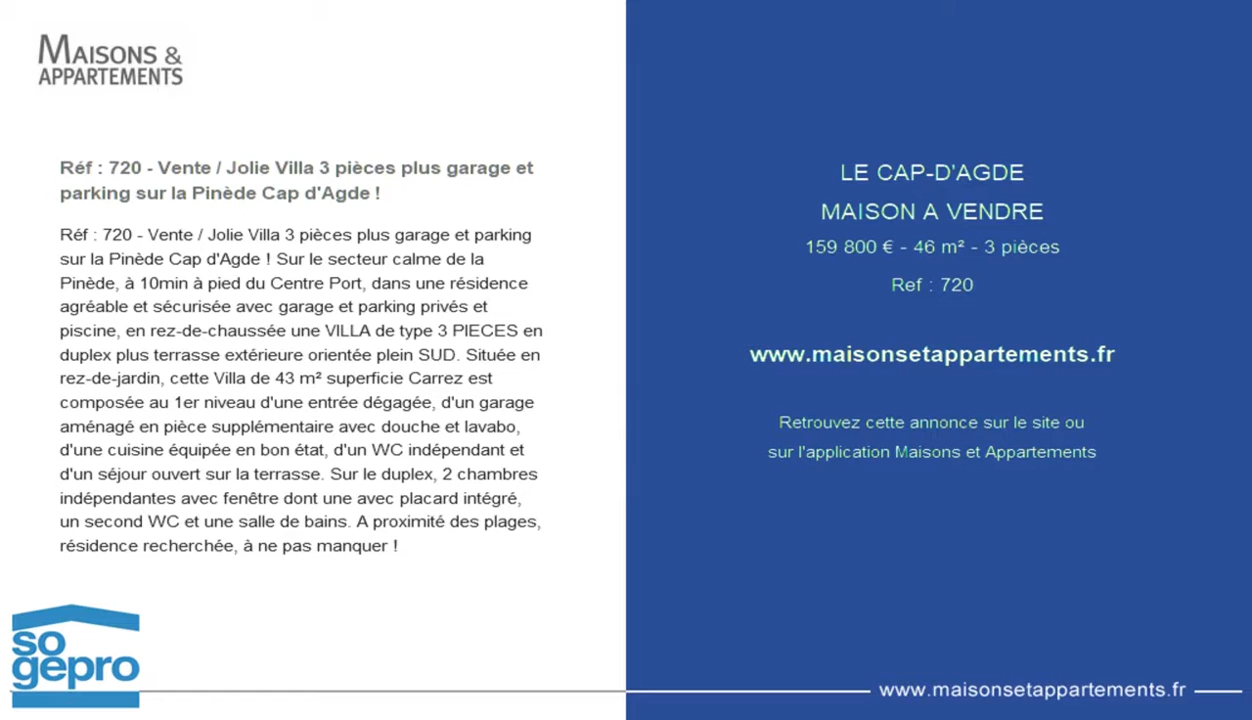 MAISONS &
APPARTEMENTS
Réf : 720 - Vente / Jolie Villa 3 pièces plus garage et
parking sur la Pinède Cap d'Agde !
Réf : 720 - Vente / Jolie Villa 3 pièces plus garage et parking
sur la Pinède Cap d'Agde ! Sur le secteur calme de la
Pinède, à 10min à pied du Centre Port, dans une résidence
agréable et sécurisée avec garage et parking privés et
piscine, en rez-de-chaussée une VILLA de type 3 PIECES en
duplex plus terrasse extérieure orientée plein SUD. Située en
rez-de-jardin, cette Villa de 43 m² superficie Carrez est
composée au 1er niveau d'une entrée dégagée, d'un garage
aménagé en pièce supplémentaire avec douche et lavabo,
d'une cuisine équipée en bon état, d'un WC indépendant et
d'un séjour ouvert sur la terrasse. Sur le duplex, 2 chambres
indépendantes avec fenêtre dont une avec placard intégré,
un second WC et une salle de bains. A proximité des plages,
résidence recherchée, à ne pas manquer !
so
gepro
LE CAP-D'AGDE
MAISON A VENDRE
159 800 € - 46 m² - 3 pièces
Ref : 720
www.maisonsetappartements.fr
Retrouvez cette annonce sur le site ou
sur l'application Maisons et Appartements
www.maisonsetappartements.fr